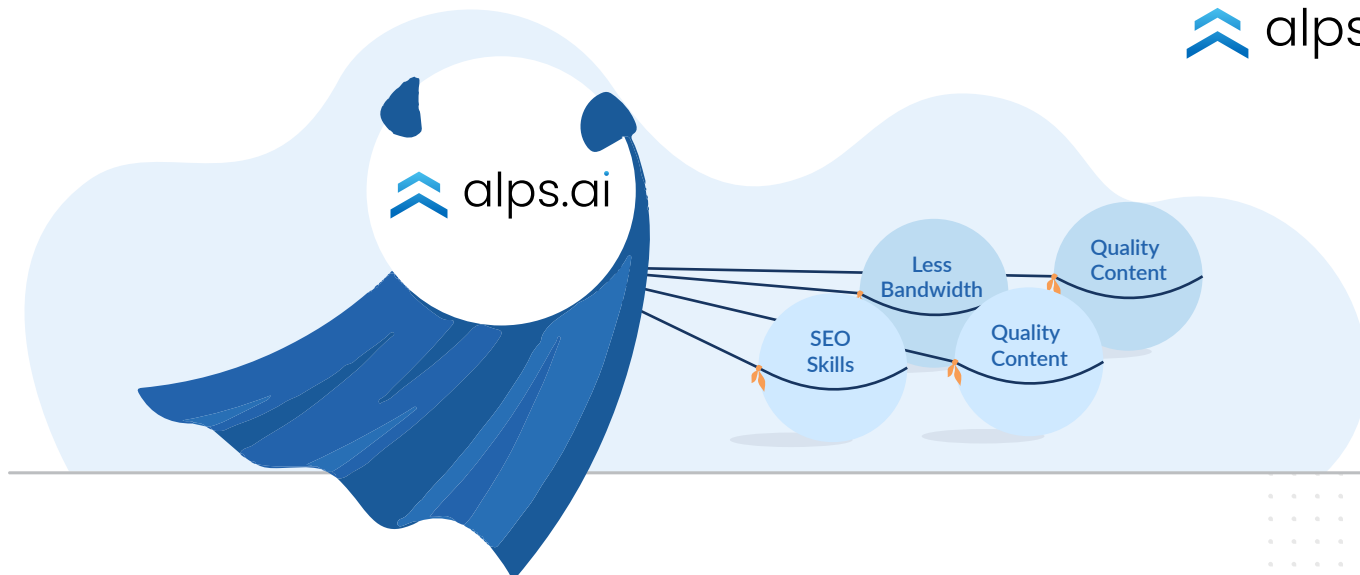 alps
alps.ai
Less
Bandwidth
Quality
Content
SEO
Skills
Quality
Content